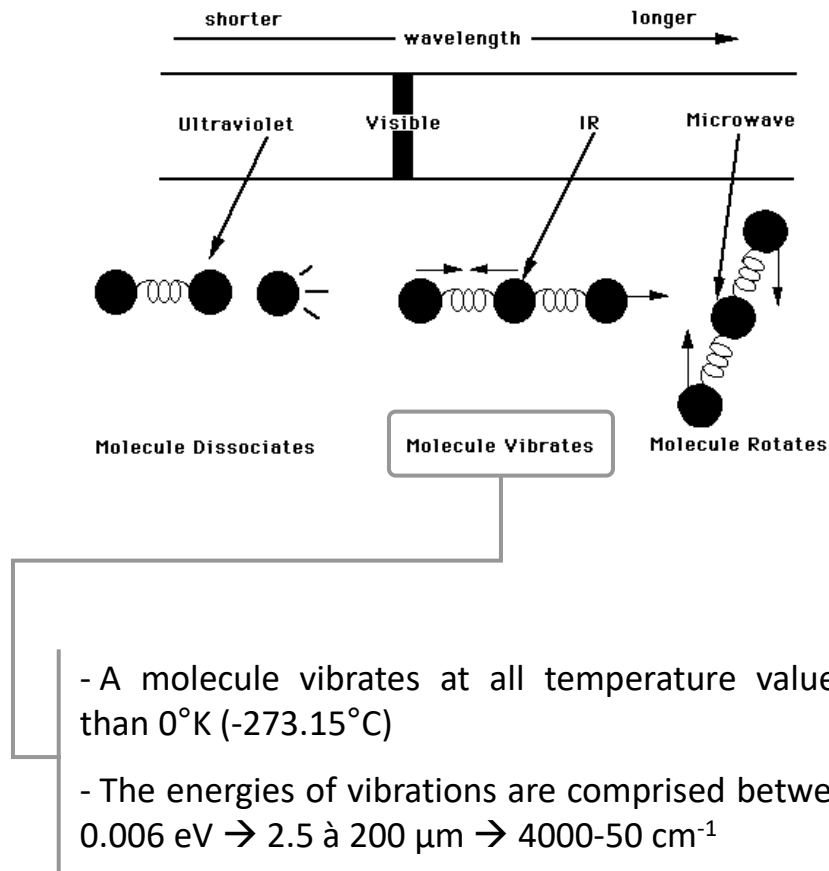 shorter
longer
wavelength
Ultraviolet
Visible
IR
Microwave
Molecule Dissociates
Molecule Vibrates
Molecule Rotates
- A molecule vibrates at all temperature
than 0°K (-273.15°C)
- The energies of vibrations are comprised
0.006 eV → 2.5 à 200 µm → 4000-50 cm⁻¹